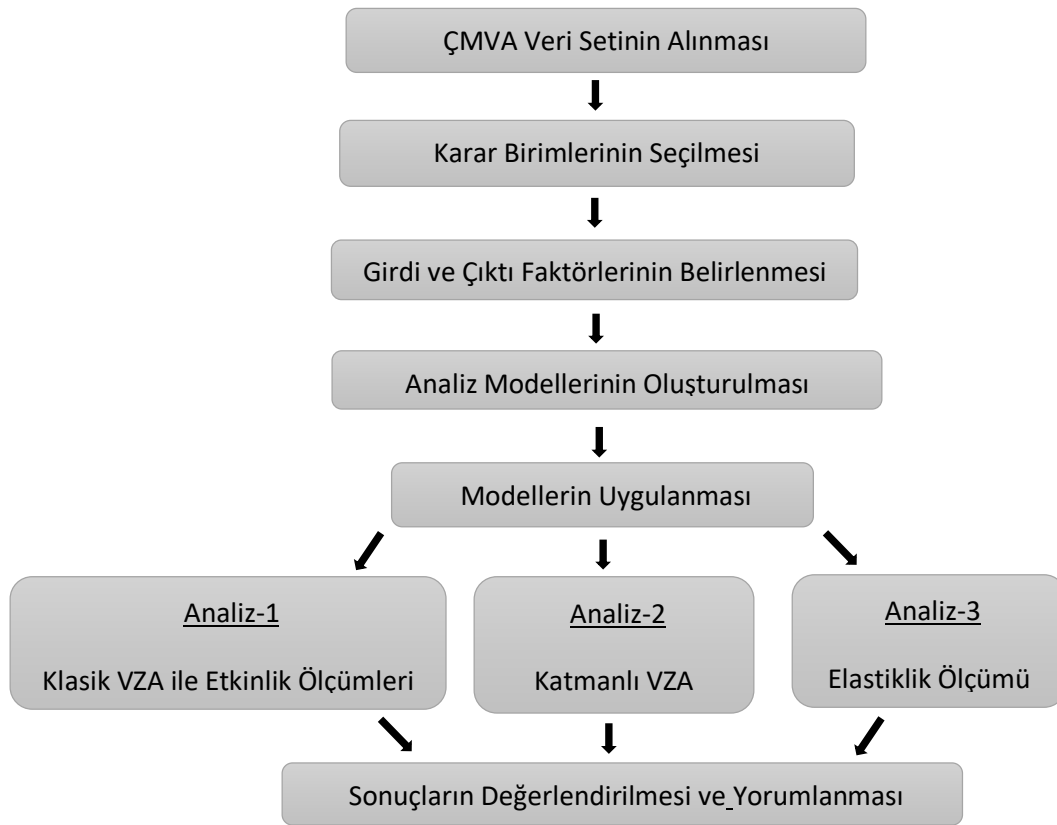 ÇMVA Veri Setinin Alınması
Karar Birimlerinin Seçilmesi
Girdi ve Çıktı Faktörlerinin Belirlenmesi
Analiz Modellerinin Oluşturulması
Modellerin Uygulanması
Analiz-1
Klasik VZA ile Etkinlik Ölçümleri
Analiz-2
Katmanlı VZA
Analiz-3
Elastiklik Ölçümü
Sonuçların Değerlendirilmesi ve Yorumlanması